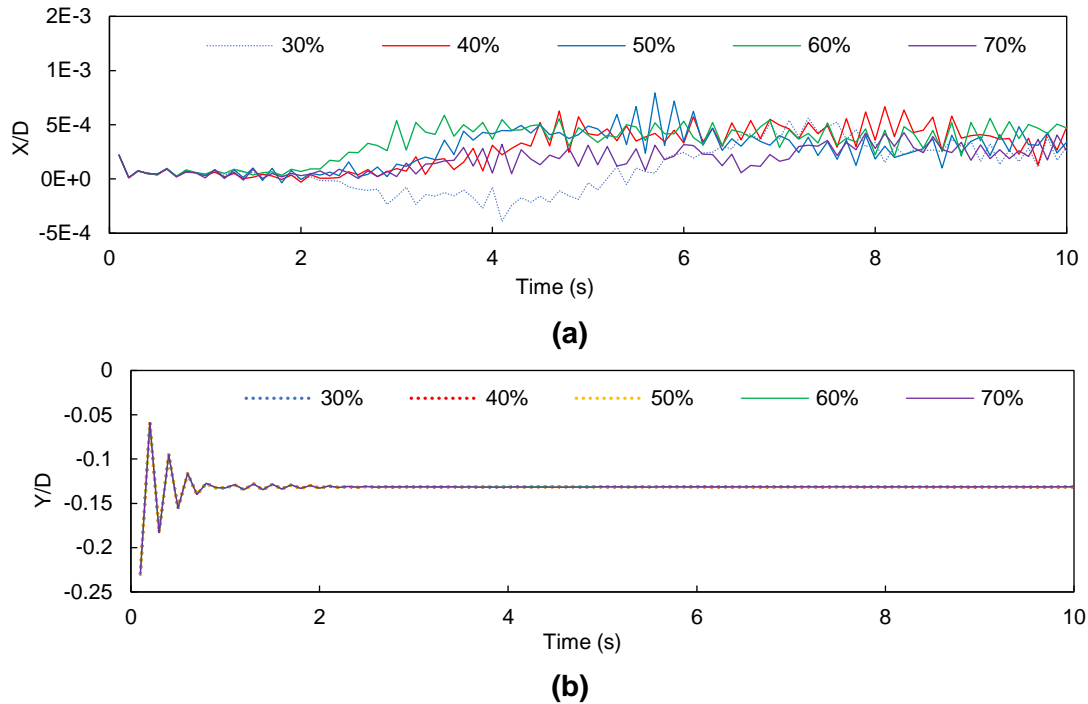 2E-3
1E-3
5E-4
0E+0
-5E-4
X/D
30% 40% 50% 60% 70%
0 2 4 6 8 10
Time (s)
(a)
0
-0.05
-0.1
-0.15
-0.2
-0.25
Y/D
30% 40% 50% 60% 70%
0 2 4 6 8 10
Time (s)
(b)